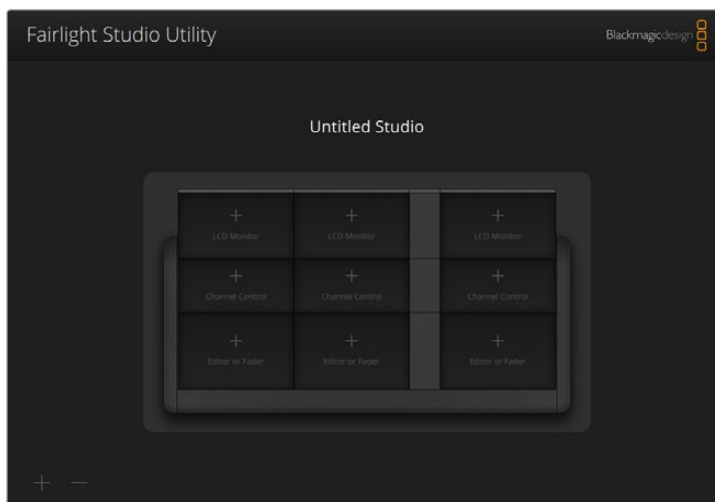 Fairlight Studio Utility
Blackmagicdesign
Untitled Studio
LCD Monitor LCD Monitor LCD Monitor
Channel Control Channel Control Channel Control
Editor or Fader Editor or Fader Editor or Fader